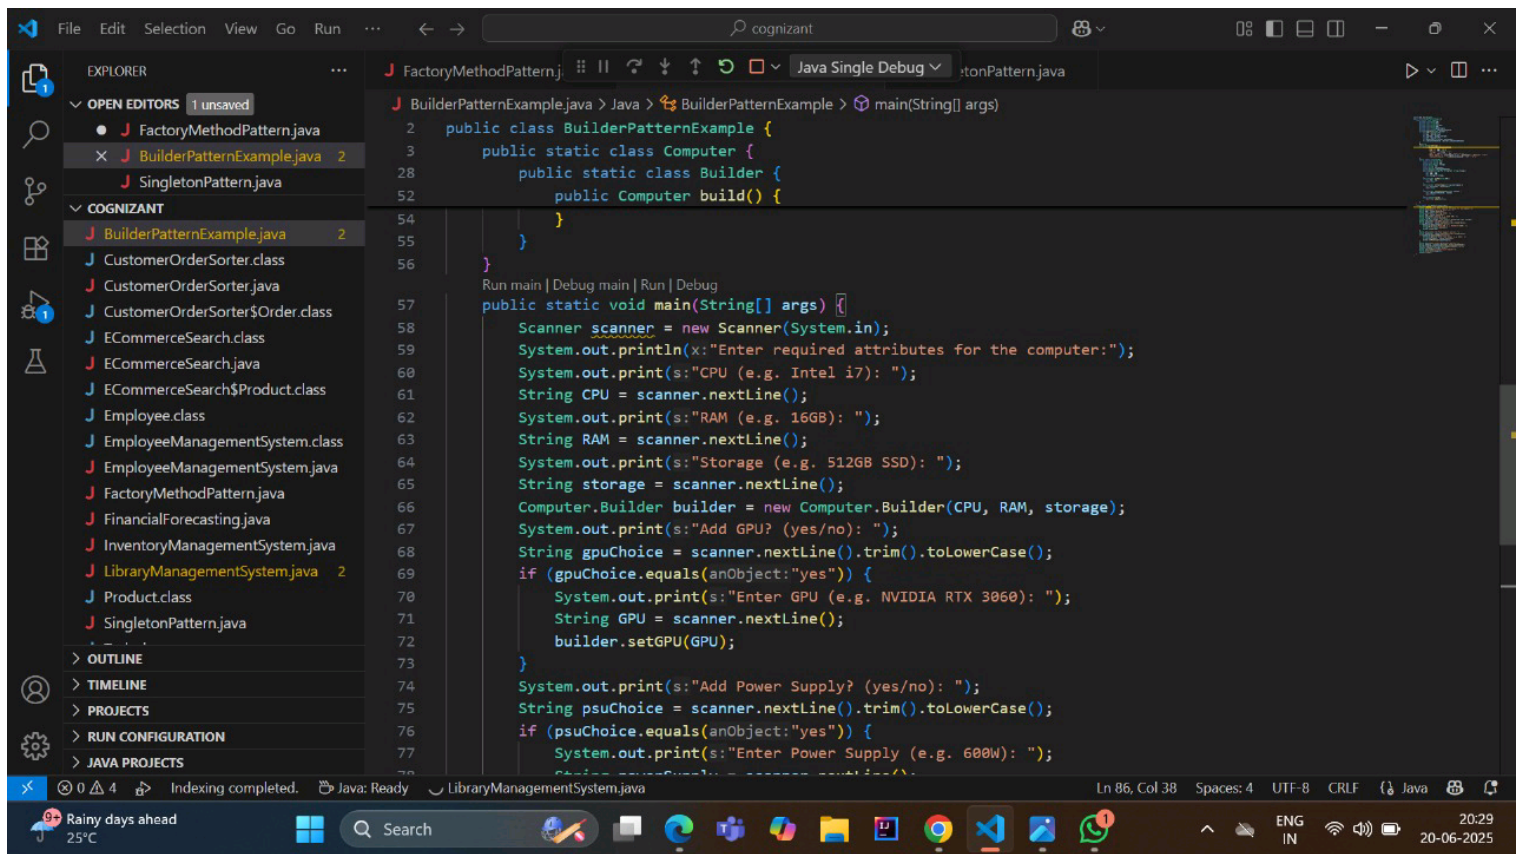 File Edit Selection View Go Run ··· cognizant
EXPLORER ···
OPEN EDITORS 1 unsaved
FactoryMethodPattern.java
BuilderPatternExample.java 2
SingletonPattern.java
COGNIZANT
BuilderPatternExample.java 2
CustomerOrderSorter.class
CustomerOrderSorter.java
CustomerOrderSorter$Order.class
ECommerceSearch.class
ECommerceSearch.java
ECommerceSearch$Product.class
Employee.class
EmployeeManagementSystem.class
EmployeeManagementSystem.java
FactoryMethodPattern.java
FinancialForecasting.java
InventoryManagementSystem.java
LibraryManagementSystem.java 2
Product.class
SingletonPattern.java
OUTLINE
TIMELINE
PROJECTS
RUN CONFIGURATION
JAVA PROJECTS
FactoryMethodPattern.j Java Single Debug tonPattern.java
BuilderPatternExample.java > Java > BuilderPatternExample > main(String[] args)
2 public class BuilderPatternExample {
3 public static class Computer {
28 public static class Builder {
52 public Computer build() {
54 }
55 }
56 }
Run main | Debug main | Run | Debug
57 public static void main(String[] args) {
58 Scanner scanner = new Scanner(System.in);
59 System.out.println(x:"Enter required attributes for the computer:");
60 System.out.print(s:"CPU (e.g. Intel i7): ");
61 String CPU = scanner.nextLine();
62 System.out.print(s:"RAM (e.g. 16GB): ");
63 String RAM = scanner.nextLine();
64 System.out.print(s:"Storage (e.g. 512GB SSD): ");
65 String storage = scanner.nextLine();
66 Computer.Builder builder = new Computer.Builder(CPU, RAM, storage);
67 System.out.print(s:"Add GPU? (yes/no): ");
68 String gpuChoice = scanner.nextLine().trim().toLowerCase();
69 if (gpuChoice.equals(anObject:"yes")) {
70 System.out.print(s:"Enter GPU (e.g. NVIDIA RTX 3060): ");
71 String GPU = scanner.nextLine();
72 builder.setGPU(GPU);
73 }
74 System.out.print(s:"Add Power Supply? (yes/no): ");
75 String psuChoice = scanner.nextLine().trim().toLowerCase();
76 if (psuChoice.equals(anObject:"yes")) {
77 System.out.print(s:"Enter Power Supply (e.g. 600W): ");
0 4 Indexing completed. Java: Ready LibraryManagementSystem.java Ln 86, Col 38 Spaces: 4 UTF-8 CRLF Java
9+ Rainy days ahead
25°C
Search
1
ENG
IN
20:29
20-06-2025